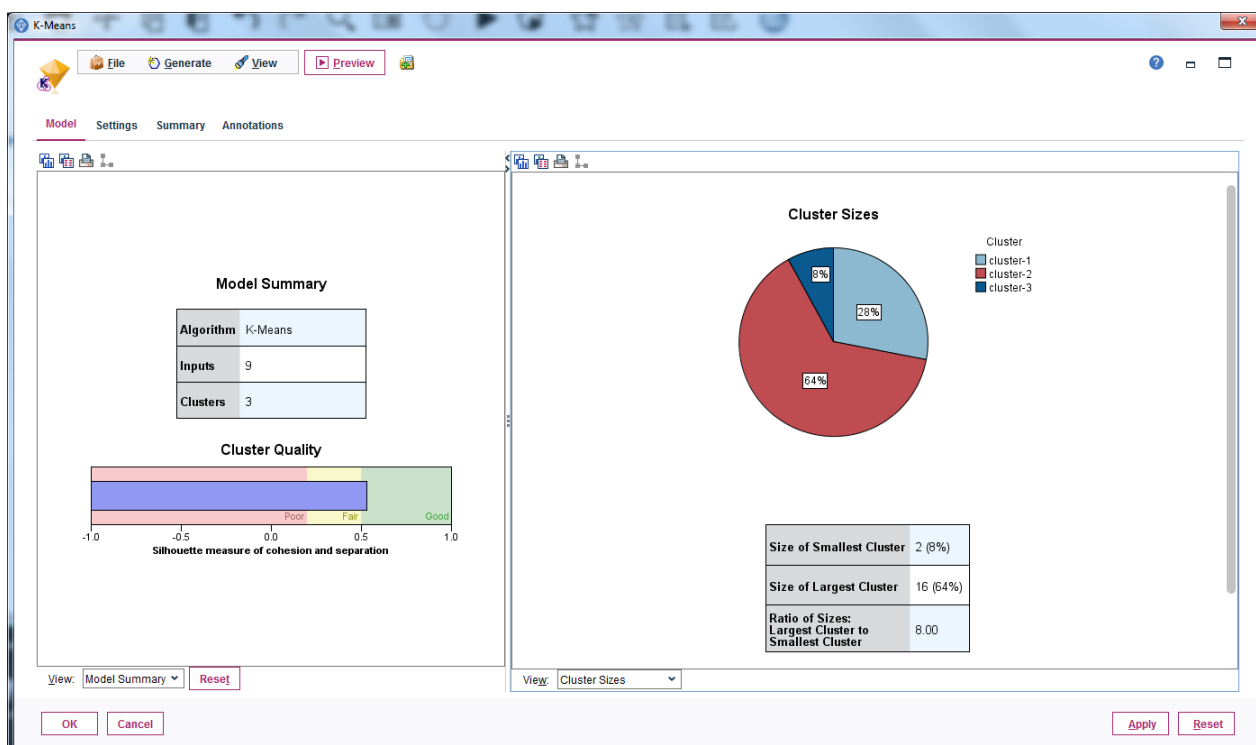 K-Means
File Generate View Preview
Model Settings Summary Annotations
Model Summary
Algorithm K-Means
Inputs 9
Clusters 3
Cluster Quality
Poor Fair Good
-1.0 -0.5 0.0 0.5 1.0
Silhouette measure of cohesion and separation
View: Model Summary Reset
Cluster Sizes
Cluster
cluster-1
cluster-2
cluster-3
8%
28%
64%
Size of Smallest Cluster 2 (8%)
Size of Largest Cluster 16 (64%)
Ratio of Sizes:
Largest Cluster to
Smallest Cluster 8.00
View: Cluster Sizes
OK Cancel Apply Reset